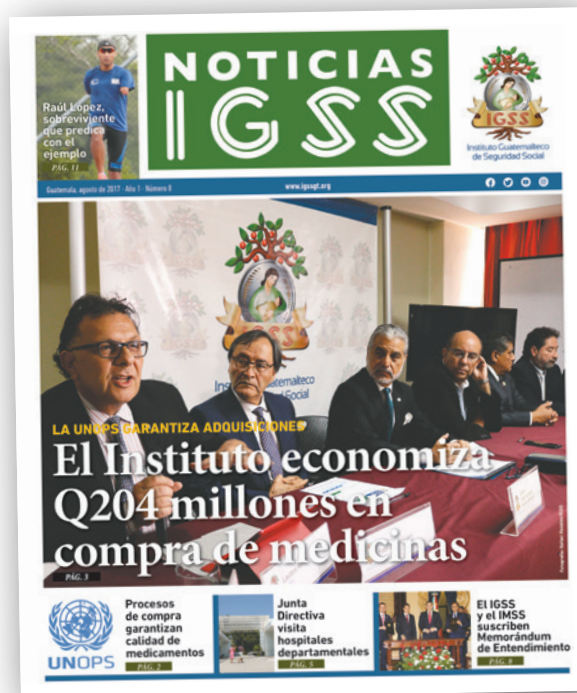 Raúl López,
sobreviviente
que predica
con el
ejemplo
PÁG. 11
NOTICIAS
IGSS
IGSS
Instituto Guatemalteco
de Seguridad Social
Guatemala, agosto de 2017 - Año 1 - Número 8
www.igssgt.org
LA UNOPS GARANTIZA ADQUISICIONES
El Instituto economiza
Q204 millones en
compra de medicinas
PÁG. 3
UNOPS
Procesos
de compra
garantizan
calidad de
medicamentos
PÁG. 2
Junta
Directiva
visita
hospitales
departamentales
PÁG. 5
El IGSS
y el IMSS
suscriben
Memorándum
de Entendimiento
PÁG. 8